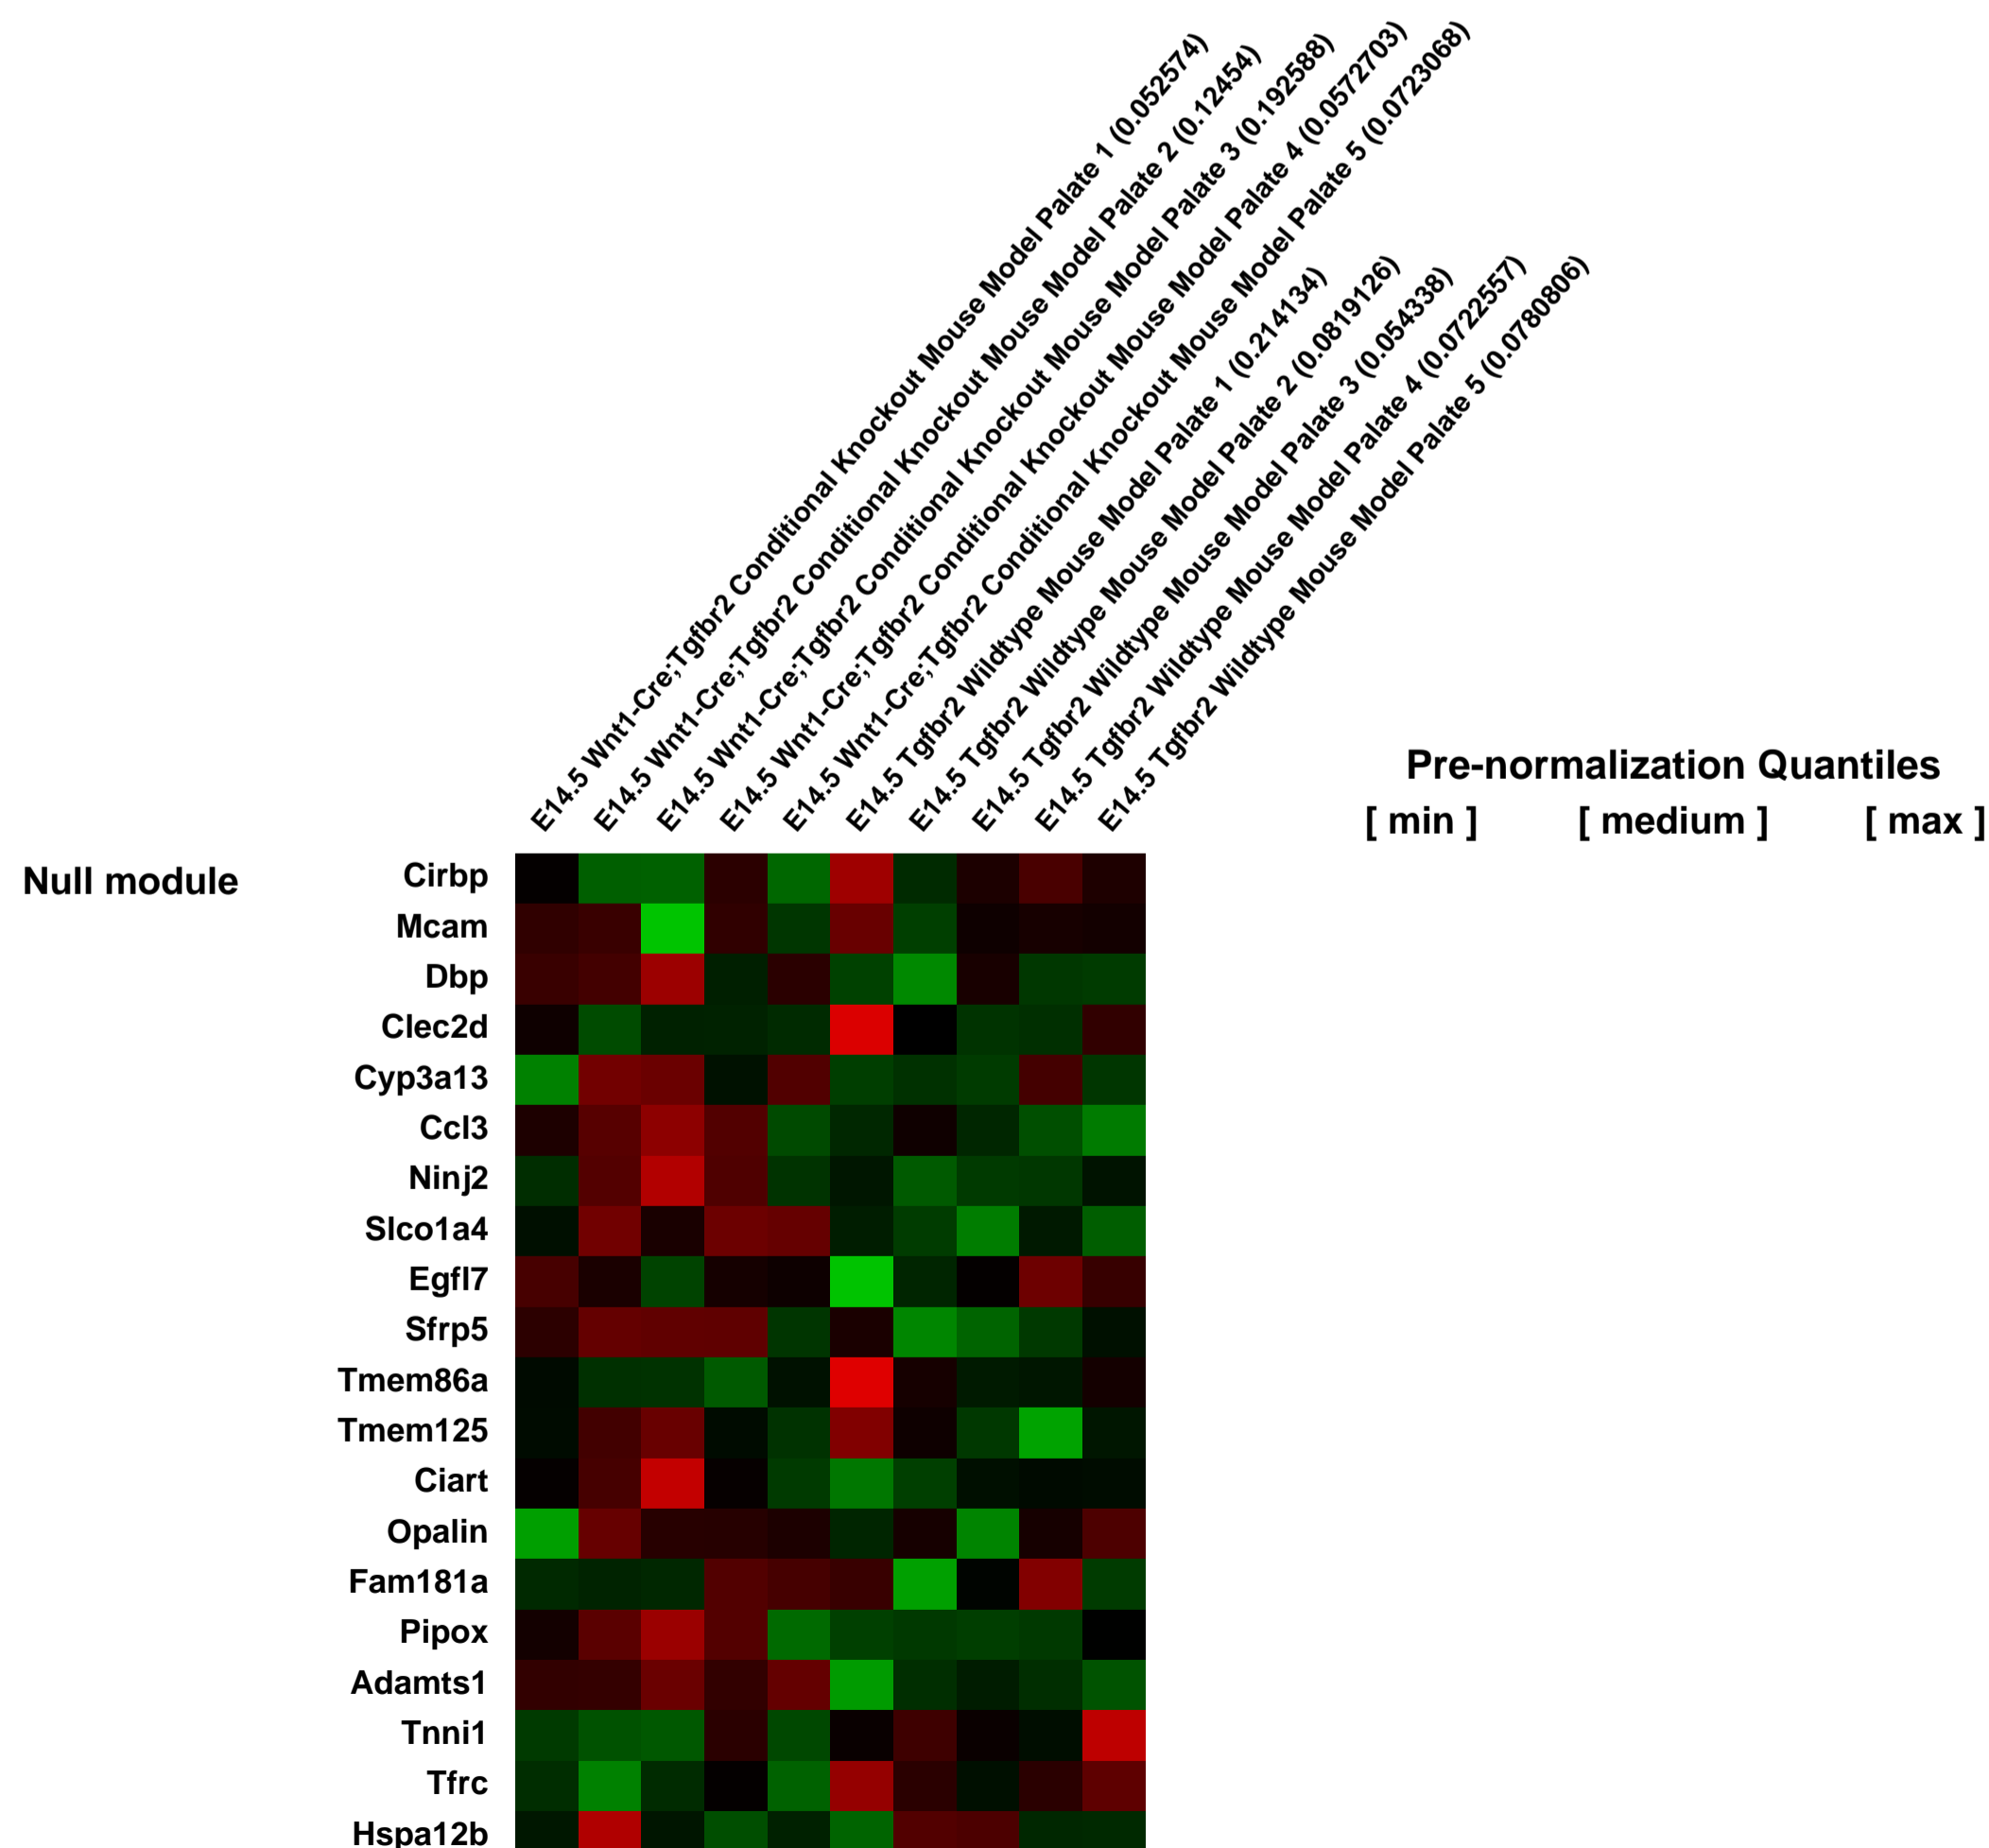 E14.5 Wnt1-Cre;Tgfbr2 Conditional Knockout Mouse Model Palate 1 (0.052574)
E14.5 Wnt1-Cre;Tgfbr2 Conditional Knockout Mouse Model Palate 2 (0.12454)
E14.5 Wnt1-Cre;Tgfbr2 Conditional Knockout Mouse Model Palate 3 (0.192588)
E14.5 Wnt1-Cre;Tgfbr2 Conditional Knockout Mouse Model Palate 4 (0.0572703)
E14.5 Wnt1-Cre;Tgfbr2 Conditional Knockout Mouse Model Palate 5 (0.0723068)
E14.5 Tgfbr2 Wildtype Mouse Model Palate 1 (0.214134)
E14.5 Tgfbr2 Wildtype Mouse Model Palate 2 (0.0819126)
E14.5 Tgfbr2 Wildtype Mouse Model Palate 3 (0.054338)
E14.5 Tgfbr2 Wildtype Mouse Model Palate 4 (0.0722557)
E14.5 Tgfbr2 Wildtype Mouse Model Palate 5 (0.0780806)
Pre-normalization Quantiles
[ min ] [ medium ] [ max ]
Null module
Cirbp
Mcam
Dbp
Clec2d
Cyp3a13
Ccl3
Ninj2
Slco1a4
Egfl7
Sfrp5
Tmem86a
Tmem125
Ciart
Opalin
Fam181a
Pipox
Adamts1
Tnni1
Tfrc
Hspa12b